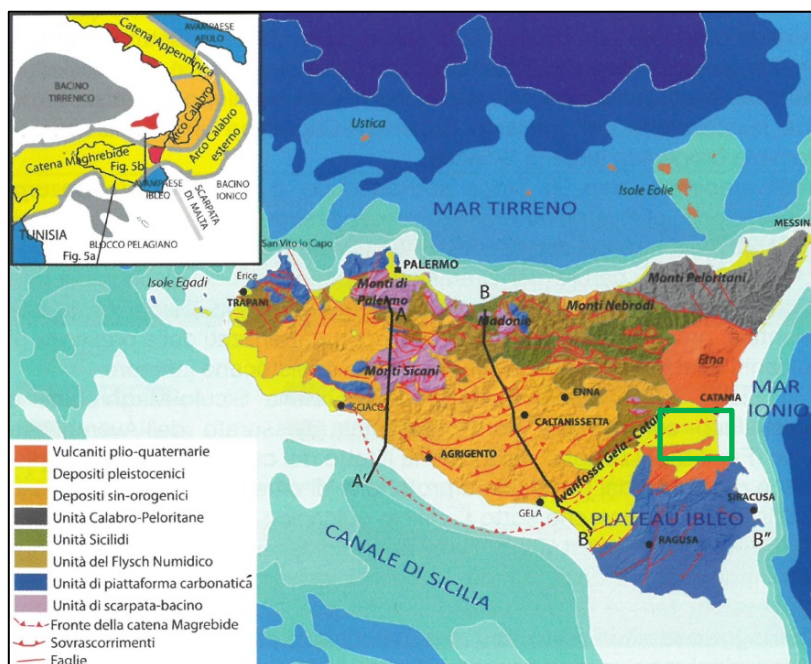 Catena Appenninica
AVAMPAESE
APULO
BACINO
TIRRENICO
Arco Calabro
Arco Calabro
esterno
Catena Maghrebide
Fig. 5b
AVAMPAESE
IBLEO
BACINO
IONICO
SCARPATA
DI MALTA
TUNISIA
BLOCCO PELAGIANO
Fig. 5a
Ustica
Isole Eolie
MAR TIRRENO
MESSIN
San Vito lo Capo
PALERMO
Isole Egadi
Erice
TRAPANI
Monti di
Palermo
A
B
Madonie
Monti Nebrodi
Monti Peloritani
Etna
Monti Sicani
MAR
IONIO
CATANIA
SCIACCA
ENNA
CALTANISSETTA
AGRIGENTO
Avanfossa Gela - Catan
A'
GELA
B'
PLATEAU IBLEO
SIRACUSA
B"
RAGUSA
CANALE DI SICILIA
Vulcaniti plio-quaternarie
Depositi pleistocenici
Depositi sin-orogenici
Unità Calabro-Peloritane
Unità Sicilidi
Unità del Flysch Numidico
Unità di piattaforma carbonatica
Unità di scarpata-bacino
Fronte della catena Magrebide
Sovrascorrimenti
Faglie